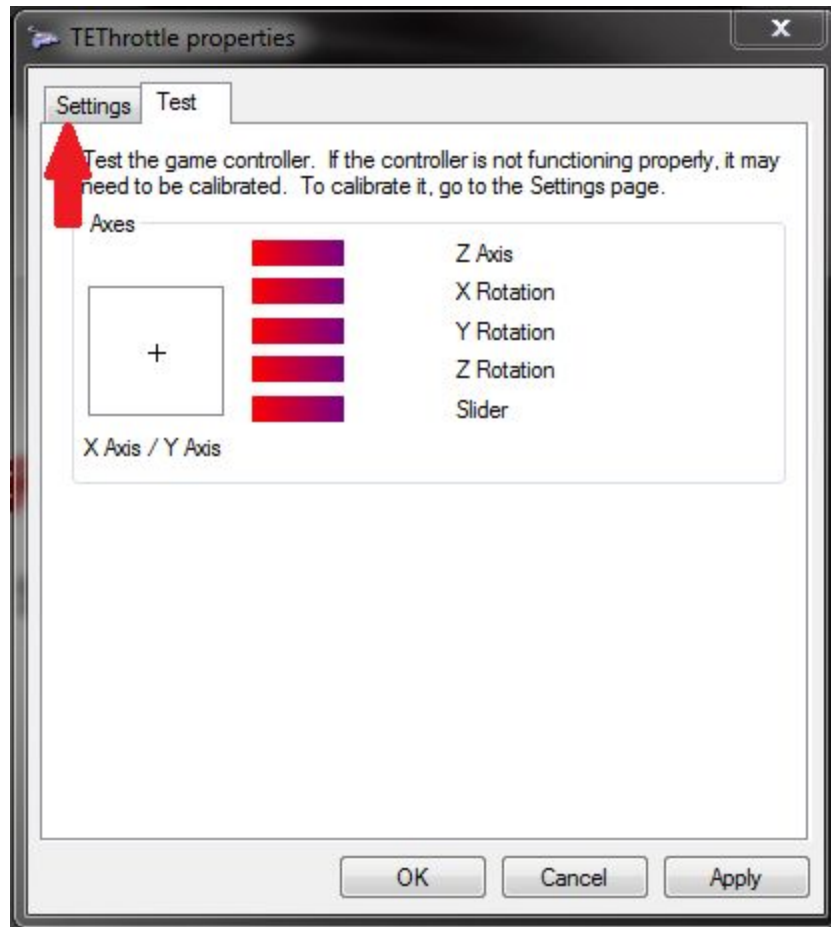 TEThrottle properties
Settings
Test
Test the game controller. If the controller is not functioning properly, it may
need to be calibrated. To calibrate it, go to the Settings page.
Axes
Z Axis
X Rotation
Y Rotation
Z Rotation
Slider
X Axis / Y Axis
OK
Cancel
Apply